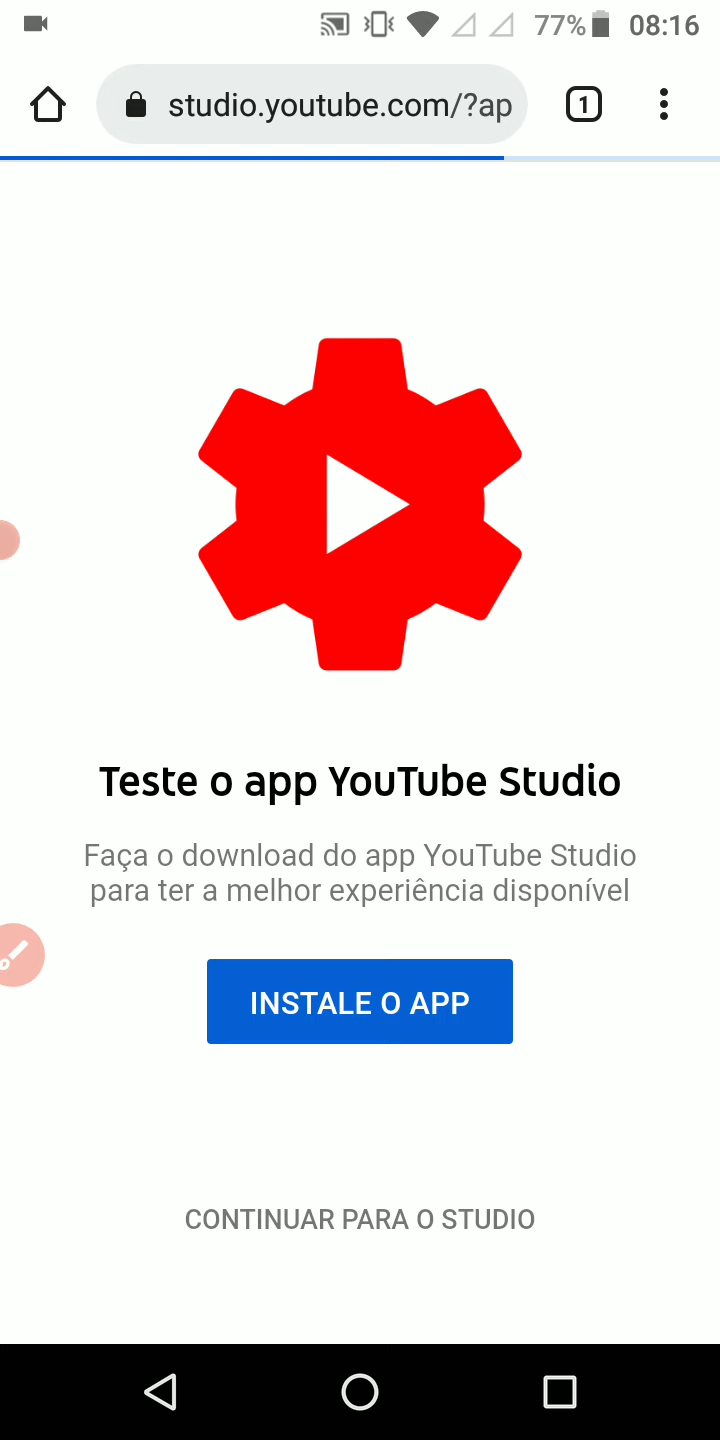 77% 08:16
studio.youtube.com/?ap 1
Teste o app YouTube Studio
Faça o download do app YouTube Studio
para ter a melhor experiência disponível
INSTALE O APP
CONTINUAR PARA O STUDIO